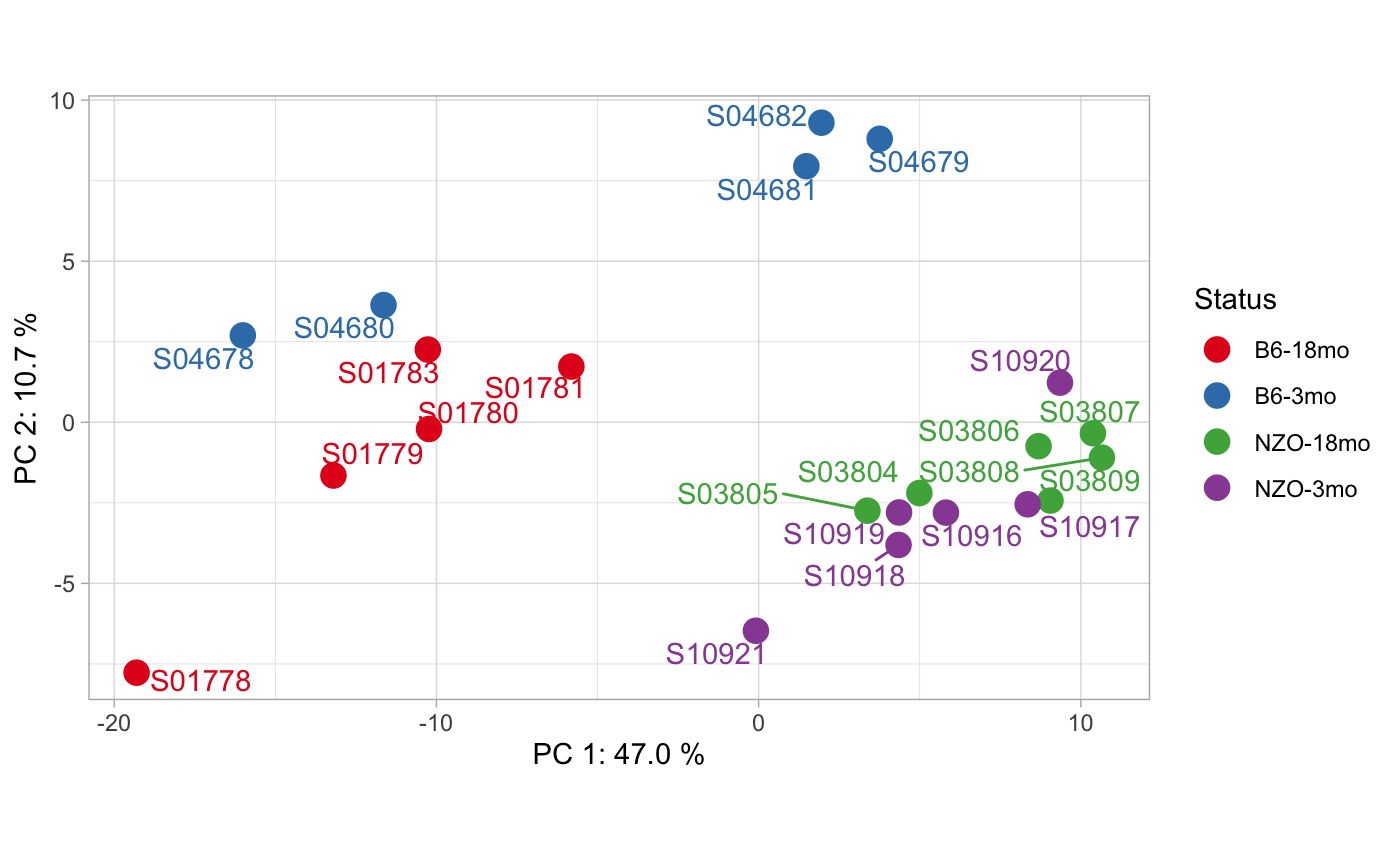 10
5
0
-5
-20
-10
0
10
PC 2: 10.7 %
PC 1: 47.0 %
S04682
S04679
S04681
S04680
S04678
S01783
S01781
S01780
S01779
S01778
S10920
S03807
S03806
S03804
S03808
S03809
S03805
S10919
S10916
S10917
S10918
S10921
Status
B6-18mo
B6-3mo
NZO-18mo
NZO-3mo